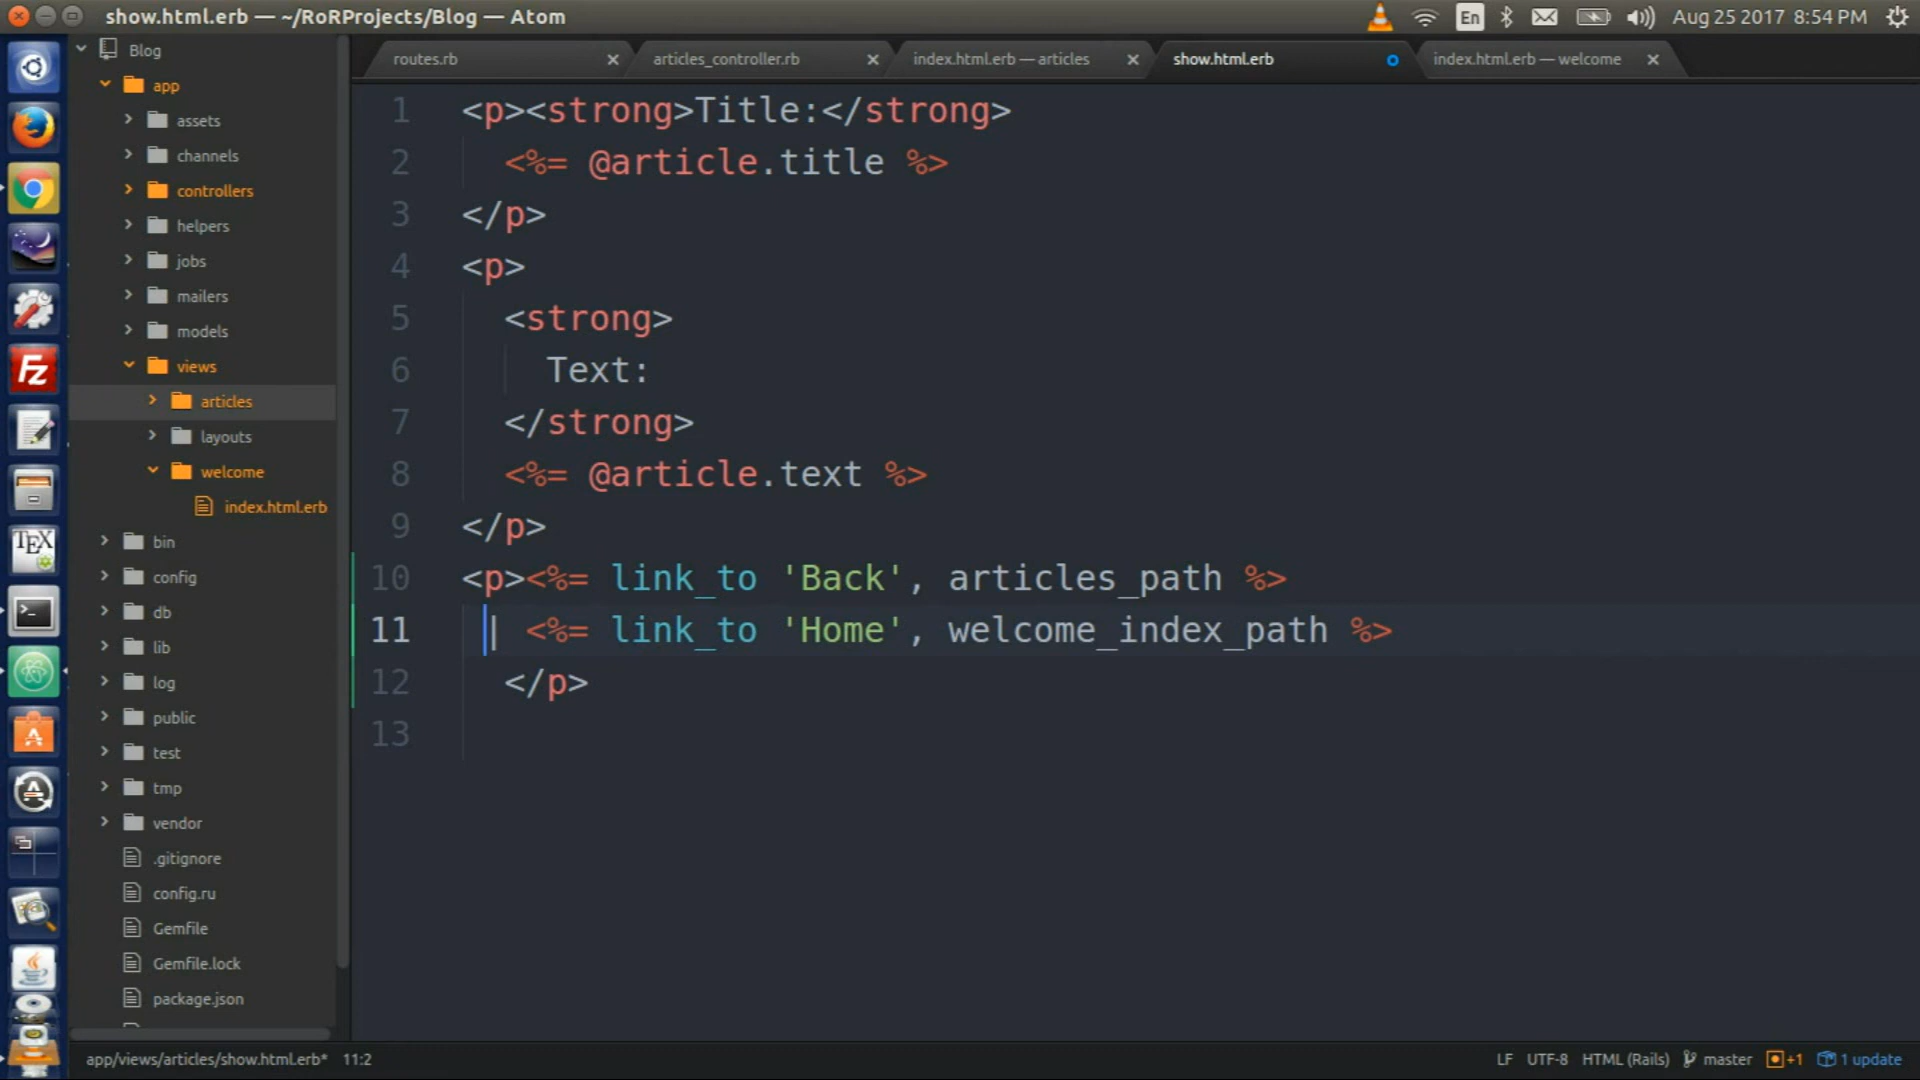 show.html.erb — ~/RoRProjects/Blog — Atom
En
Aug 25 2017 8:54 PM
Blog
app
assets
channels
controllers
helpers
jobs
mailers
models
views
articles
layouts
welcome
index.html.erb
bin
config
db
lib
log
public
test
tmp
vendor
.gitignore
config.ru
Gemfile
Gemfile.lock
package.json
routes.rb
articles_controller.rb
index.html.erb — articles
show.html.erb
index.html.erb — welcome
1 <p><strong>Title:</strong>
2 <%= @article.title %>
3 </p>
4 <p>
5 <strong>
6 Text:
7 </strong>
8 <%= @article.text %>
9 </p>
10 <p><%= link_to 'Back', articles_path %>
11 | <%= link_to 'Home', welcome_index_path %>
12 </p>
13
Fz
TEX
app/views/articles/show.html.erb* 11:2
LF UTF-8 HTML (Rails) master +1 1 update